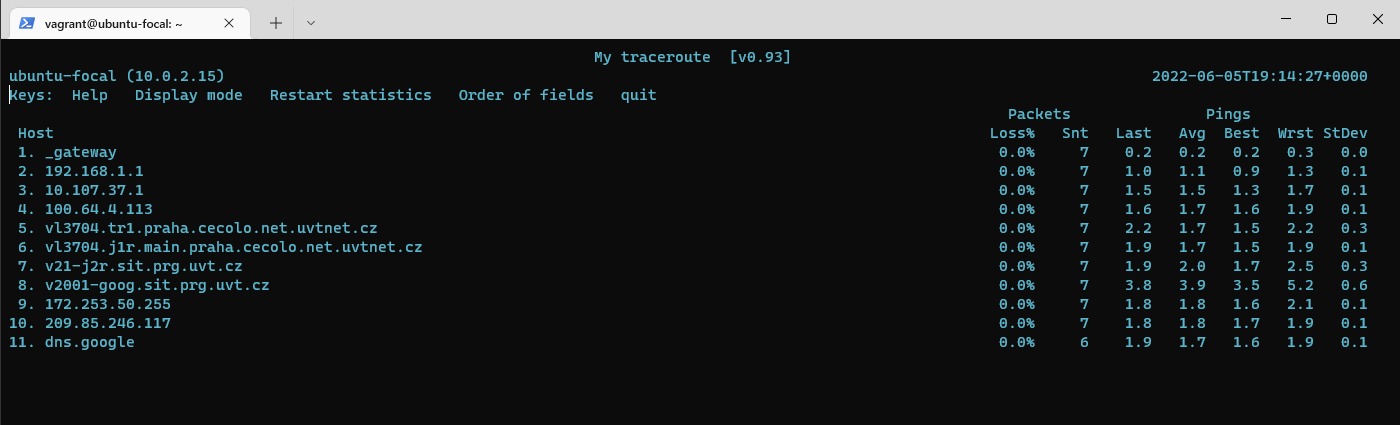 vagrant@ubuntu-focal: ~
My traceroute  [v0.93]
ubuntu-focal (10.0.2.15) 2022-06-05T19:14:27+0000
Keys:  Help   Display mode   Restart statistics   Order of fields   quit
Packets Pings
Host Loss% Snt Last Avg Best Wrst StDev
1. _gateway 0.0% 7 0.2 0.2 0.2 0.3 0.0
2. 192.168.1.1 0.0% 7 1.0 1.1 0.9 1.3 0.1
3. 10.107.37.1 0.0% 7 1.5 1.5 1.3 1.7 0.1
4. 100.64.4.113 0.0% 7 1.6 1.7 1.6 1.9 0.1
5. vl3704.tr1.praha.cecolo.net.uvtnet.cz 0.0% 7 2.2 1.7 1.5 2.2 0.3
6. vl3704.j1r.main.praha.cecolo.net.uvtnet.cz 0.0% 7 1.9 1.7 1.5 1.9 0.1
7. v21-j2r.sit.prg.uvt.cz 0.0% 7 1.9 2.0 1.7 2.5 0.3
8. v2001-goog.sit.prg.uvt.cz 0.0% 7 3.8 3.9 3.5 5.2 0.6
9. 172.253.50.255 0.0% 7 1.8 1.8 1.6 2.1 0.1
10. 209.85.246.117 0.0% 7 1.8 1.8 1.7 1.9 0.1
11. dns.google 0.0% 6 1.9 1.7 1.6 1.9 0.1